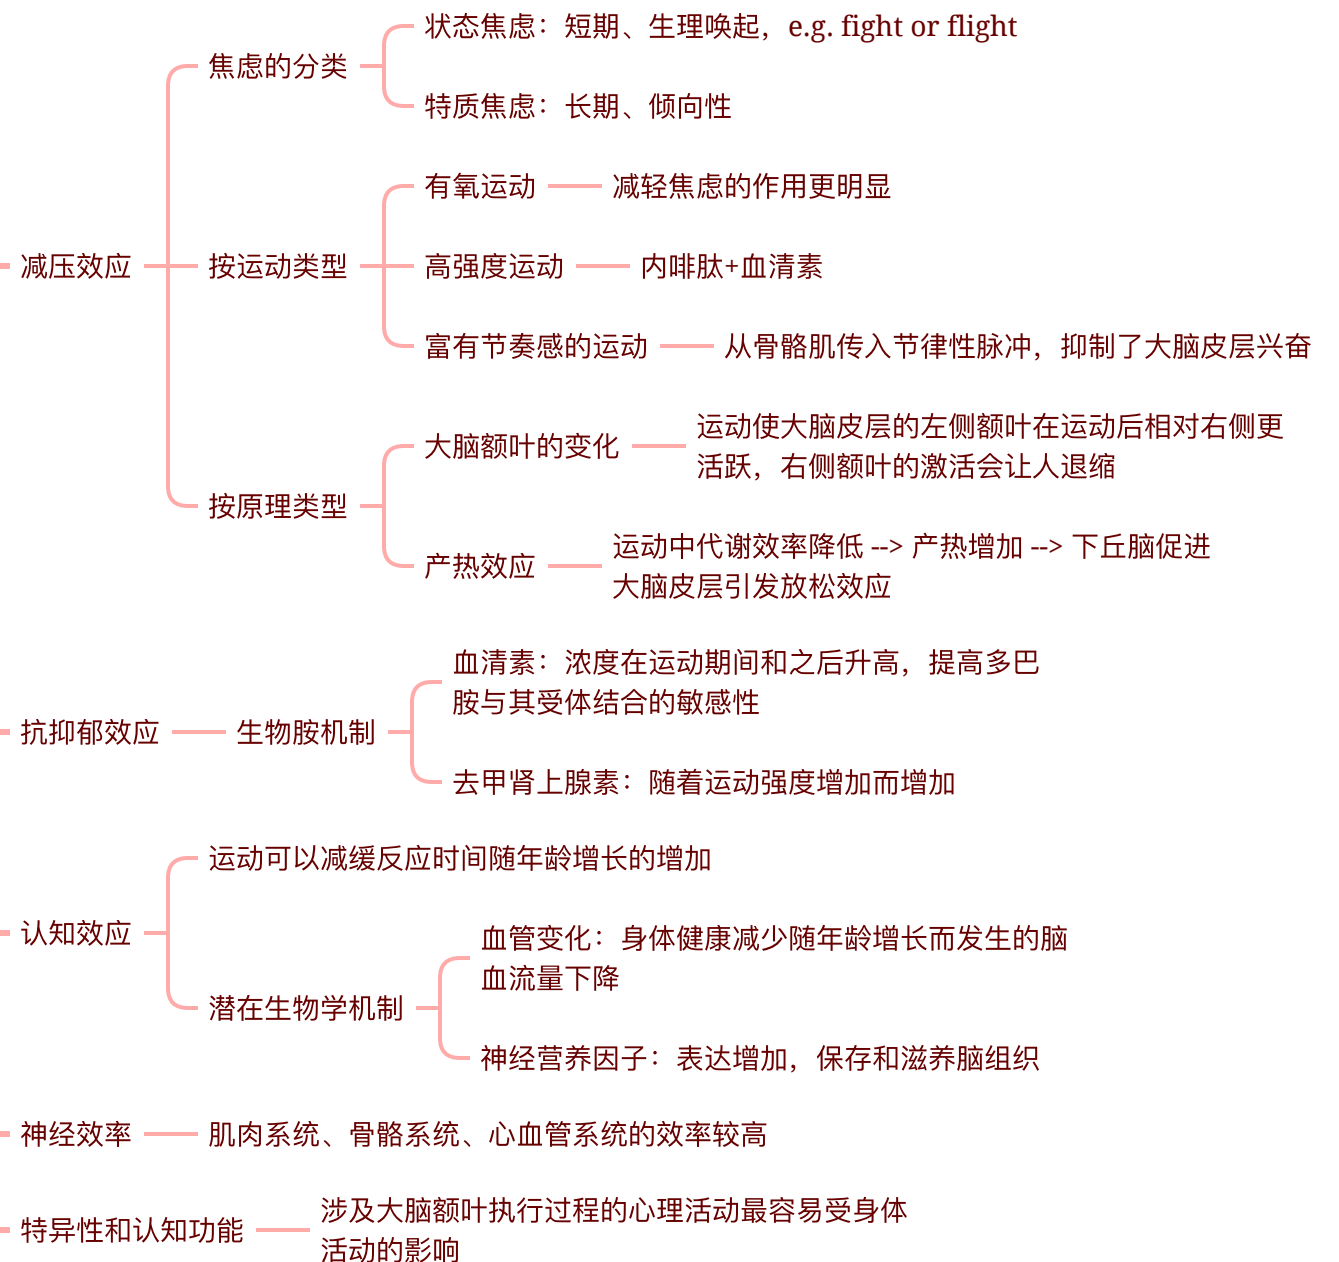 状态焦虑：短期、生理唤起，e.g. fight or flight
焦虑的分类
特质焦虑：长期、倾向性
有氧运动
减轻焦虑的作用更明显
减压效应
按运动类型
高强度运动
内啡肽+血清素
富有节奏感的运动
从骨骼肌传入节律性脉冲，抑制了大脑皮层兴奋
大脑额叶的变化
运动使大脑皮层的左侧额叶在运动后相对右侧更
活跃，右侧额叶的激活会让人退缩
按原理类型
产热效应
运动中代谢效率降低 --> 产热增加 --> 下丘脑促进
大脑皮层引发放松效应
血清素：浓度在运动期间和之后升高，提高多巴
胺与其受体结合的敏感性
抗抑郁效应
生物胺机制
去甲肾上腺素：随着运动强度增加而增加
运动可以减缓反应时间随年龄增长的增加
认知效应
血管变化：身体健康减少随年龄增长而发生的脑
血流量下降
潜在生物学机制
神经营养因子：表达增加，保存和滋养脑组织
神经效率
肌肉系统、骨骼系统、心血管系统的效率较高
特异性和认知功能
涉及大脑额叶执行过程的心理活动最容易受身体
活动的影响